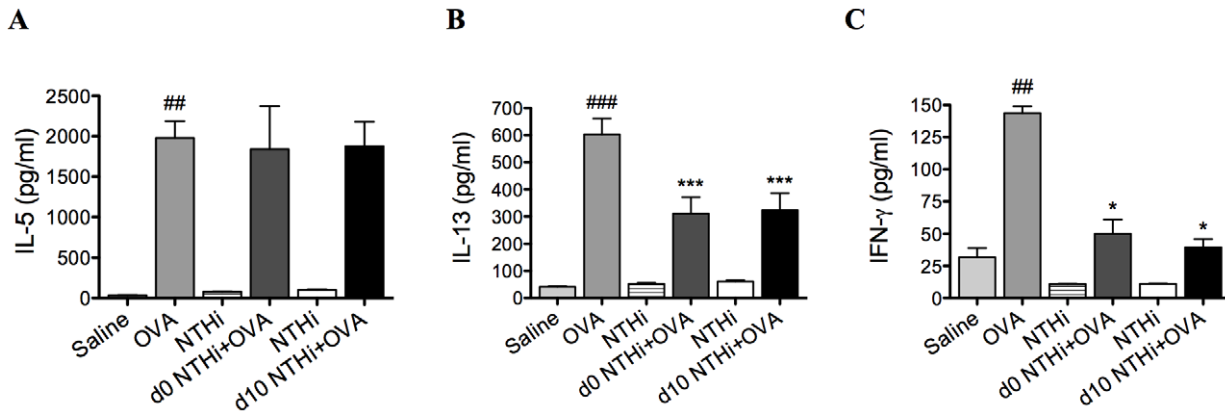 A
B
C
IL-5 (pg/ml)
2500
2000
1500
1000
500
0
##
Saline
OVA
NTHi
d0 NTHi+OVA
NTHi
d10 NTHi+OVA
IL-13 (pg/ml)
700
600
500
400
300
200
100
0
###
***
***
Saline
OVA
NTHi
d0 NTHi+OVA
NTHi
d10 NTHi+OVA
IFN-γ (pg/ml)
150
125
100
75
50
25
0
##
*
*
Saline
OVA
NTHi
d0 NTHi+OVA
NTHi
d10 NTHi+OVA